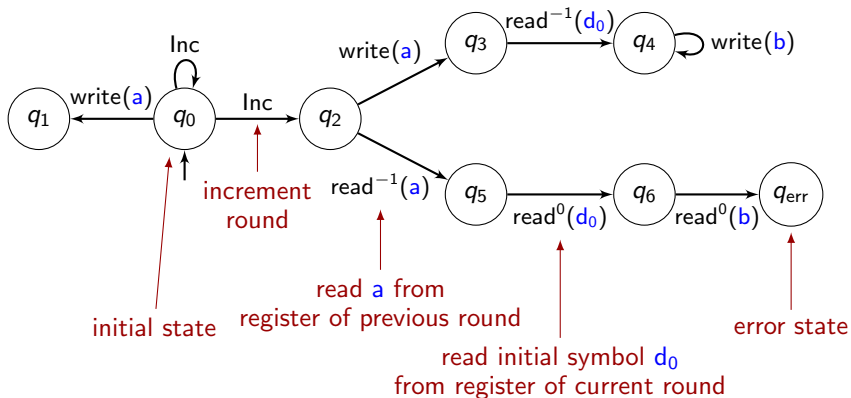 Inc
write(a)
q₃
read⁻¹(d₀)
q₄
write(b)
q₁
write(a)
q₀
Inc
q₂
read⁻¹(a)
q₅
read⁰(d₀)
q₆
read⁰(b)
q_err
increment
round
initial state
read a from
register of previous round
read initial symbol d₀
from register of current round
error state